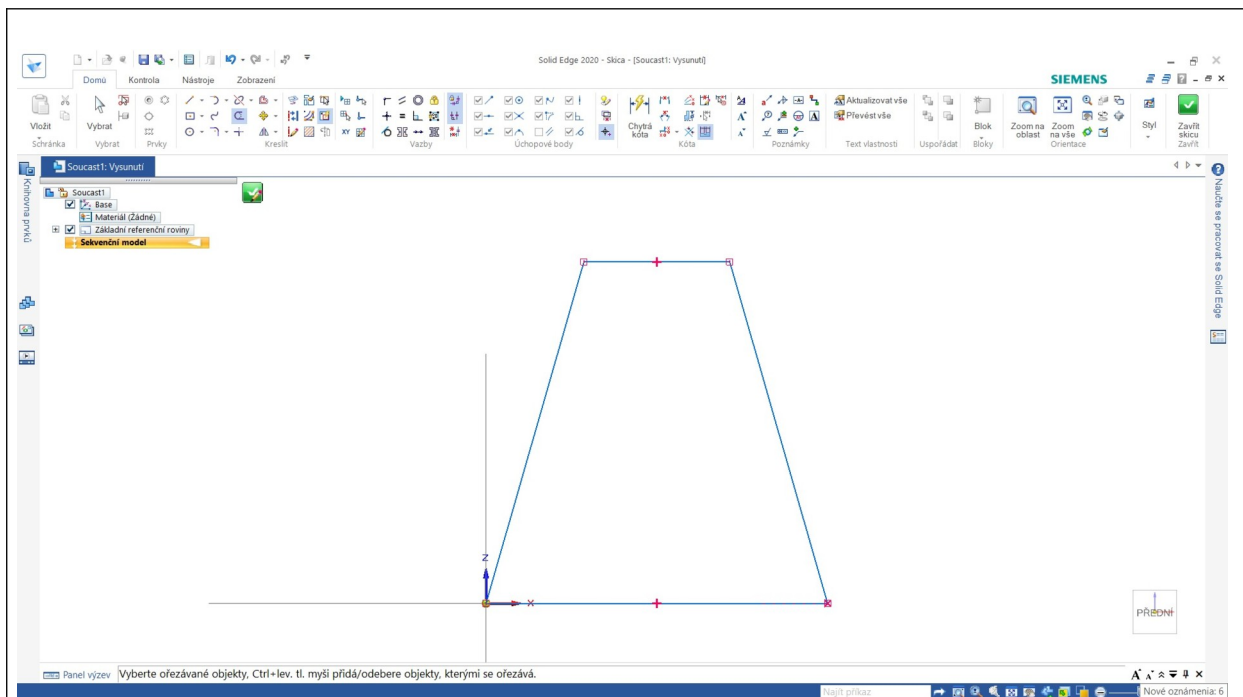 Solid Edge 2020 - Skica - [Soucast1: Vysunutí]
Domů Kontrola Nástroje Zobrazení
SIEMENS
Vložit
Schránka
Vybrat
Vybrat
Prvky
Kreslit
Vazby
Úchopové body
Chytrá
kóta
Kóta
Poznámky
Aktualizovat vše
Převést vše
Text vlastností
Uspořádat
Blok
Bloky
Zoom na
oblast
Zoom
na vše
Orientace
Styl
Zavřít
skicu
Zavřít
Soucast1: Vysunutí
Knihovna prvků
Soucast1
Base
Materiál (Žádné)
Základní referenční roviny
Sekvenční model
Naučte se pracovat se Solid Edge
Z
X
PŘEDNÍ
Panel výzev
Vyberte ořezávané objekty, Ctrl+lev. tl. myši přidá/odebere objekty, kterými se ořezává.
Najít příkaz
Nové oznámenia: 6